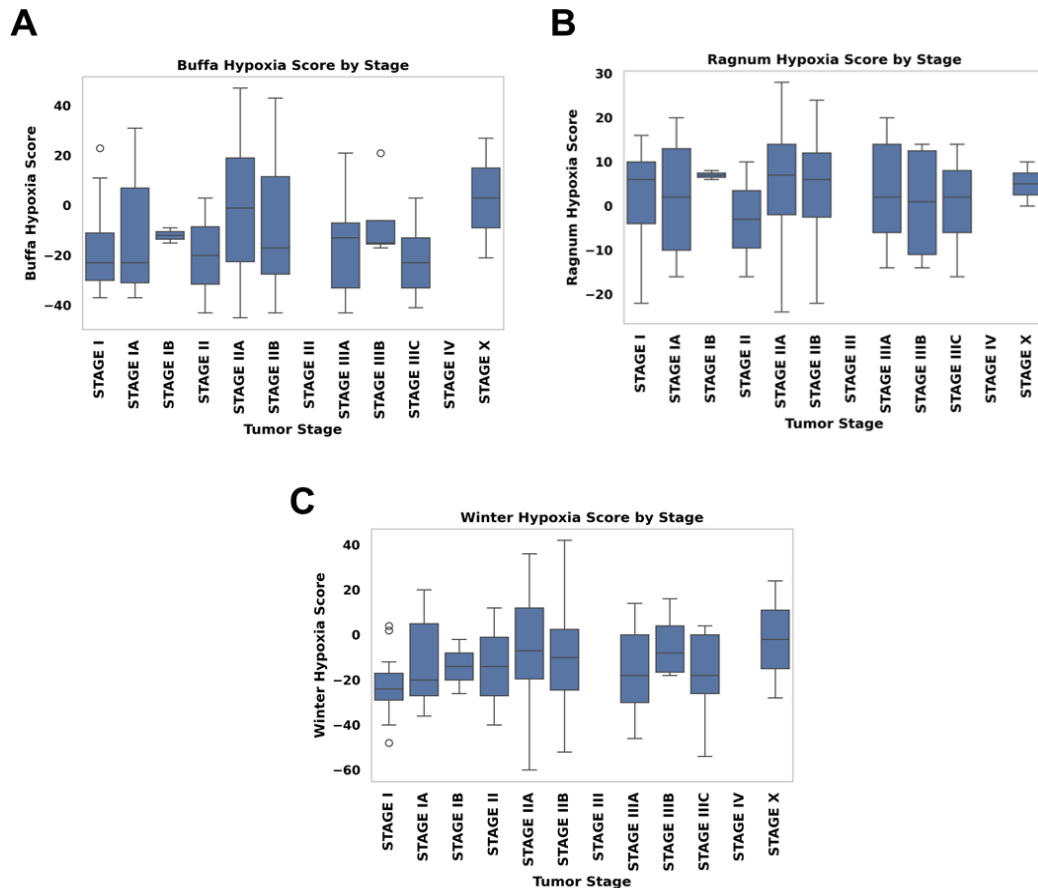 A
Buffa Hypoxia Score by Stage
Buffa Hypoxia Score
40
20
0
−20
−40
STAGE I
STAGE IA
STAGE IB
STAGE II
STAGE IIA
STAGE IIB
STAGE III
STAGE IIIA
STAGE IIIB
STAGE IIIC
STAGE IV
STAGE X
Tumor Stage
B
Ragnum Hypoxia Score by Stage
Ragnum Hypoxia Score
30
20
10
0
−10
−20
STAGE I
STAGE IA
STAGE IB
STAGE II
STAGE IIA
STAGE IIB
STAGE III
STAGE IIIA
STAGE IIIB
STAGE IIIC
STAGE IV
STAGE X
Tumor Stage
C
Winter Hypoxia Score by Stage
Winter Hypoxia Score
40
20
0
−20
−40
−60
STAGE I
STAGE IA
STAGE IB
STAGE II
STAGE IIA
STAGE IIB
STAGE III
STAGE IIIA
STAGE IIIB
STAGE IIIC
STAGE IV
STAGE X
Tumor Stage